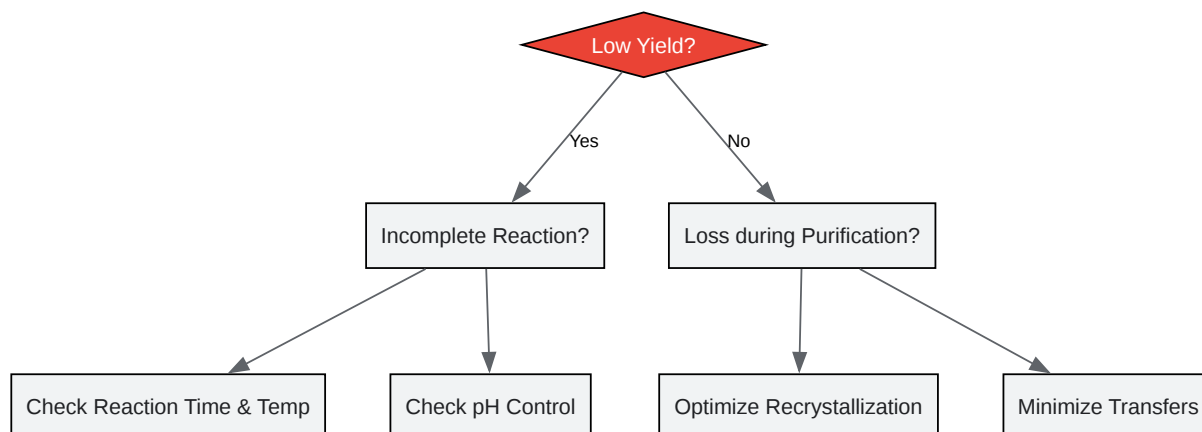 Low Yield?
Yes
No
Incomplete Reaction?
Loss during Purification?
Check Reaction Time & Temp
Check pH Control
Optimize Recrystallization
Minimize Transfers